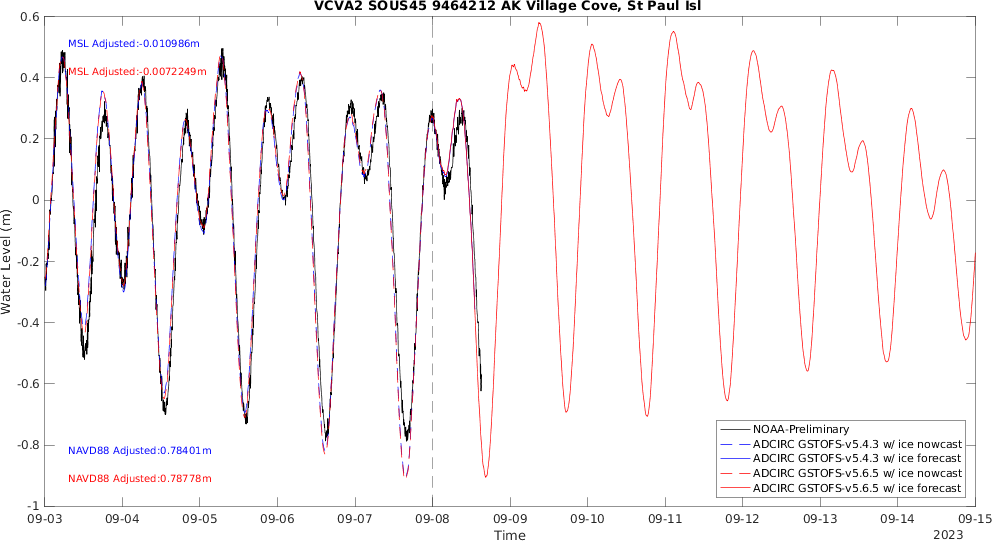 VCVA2 SOUS45 9464212 AK Village Cove, St Paul Isl
0.6
0.4
0.2
0
-0.2
-0.4
-0.6
-0.8
-1
Water Level (m)
MSL Adjusted:-0.010986m
MSL Adjusted:-0.0072249m
NAVD88 Adjusted:0.78401m
NAVD88 Adjusted:0.78778m
NOAA-Preliminary
ADCIRC GSTOFS-v5.4.3 w/ ice nowcast
ADCIRC GSTOFS-v5.4.3 w/ ice forecast
ADCIRC GSTOFS-v5.6.5 w/ ice nowcast
ADCIRC GSTOFS-v5.6.5 w/ ice forecast
09-03 09-04 09-05 09-06 09-07 09-08 09-09 09-10 09-11 09-12 09-13 09-14 09-15
Time
2023